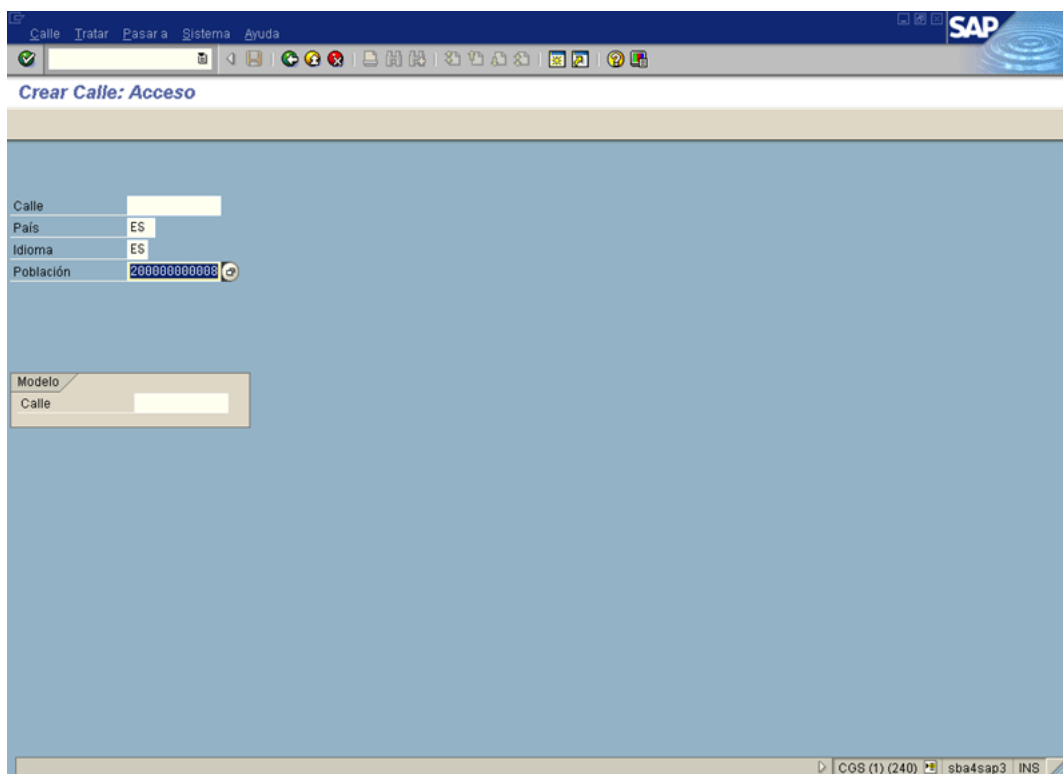 Calle Tratar Pasar a Sistema Ayuda
SAP
Crear Calle: Acceso
Calle
País ES
Idioma ES
Población 200000000008
Modelo
Calle
CGS (1) (240) sba4sap3 INS